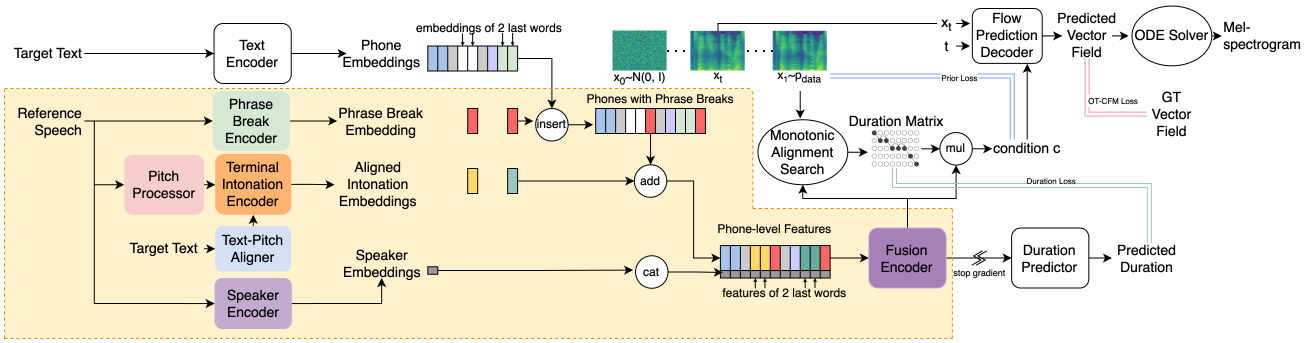 Target Text
Text
Encoder
Phone
Embeddings
embeddings of 2 last words
x₀~N(0, I)
xₜ
x₁~p_data
xₜ
t
Flow
Prediction
Decoder
Predicted
Vector
Field
ODE Solver
Mel-
spectrogram
Prior Loss
OT-CFM Loss
GT
Vector
Field
Reference
Speech
Phrase
Break
Encoder
Phrase Break
Embedding
insert
Phones with Phrase Breaks
Monotonic
Alignment
Search
Duration Matrix
mul
condition c
Pitch
Processor
Terminal
Intonation
Encoder
Aligned
Intonation
Embeddings
add
Duration Loss
Target Text
Text-Pitch
Aligner
Speaker
Embeddings
cat
Phone-level Features
features of 2 last words
Fusion
Encoder
stop gradient
Duration
Predictor
Predicted
Duration
Speaker
Encoder